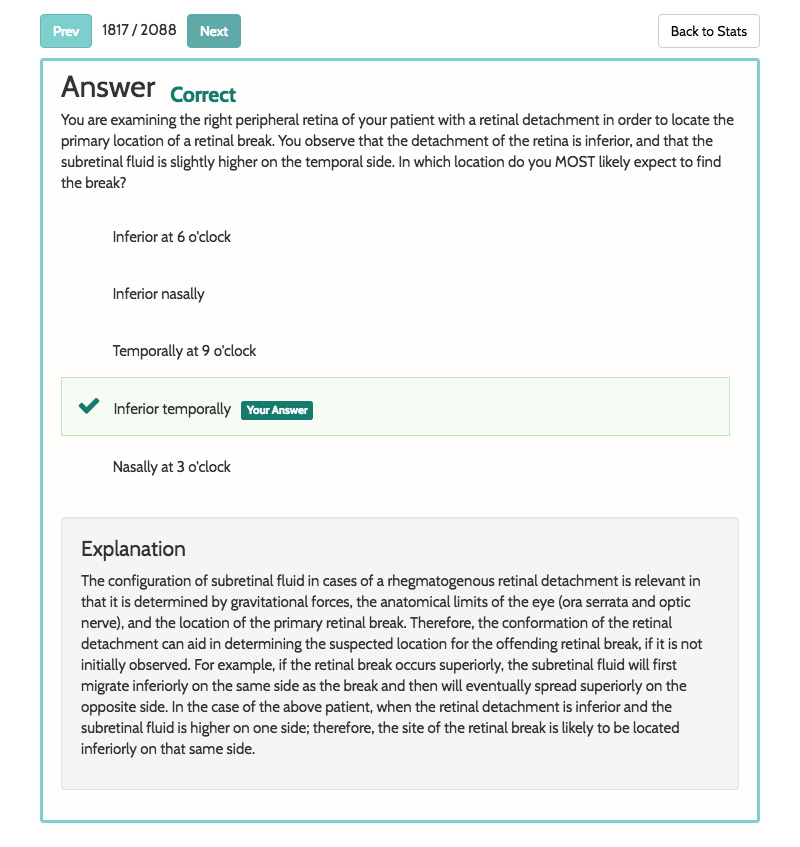 Prev 1817 / 2088 Next Back to Stats
Answer Correct
You are examining the right peripheral retina of your patient with a retinal detachment in order to locate the
primary location of a retinal break. You observe that the detachment of the retina is inferior, and that the
subretinal fluid is slightly higher on the temporal side. In which location do you MOST likely expect to find
the break?
Inferior at 6 o'clock
Inferior nasally
Temporally at 9 o'clock
Inferior temporally Your Answer
Nasally at 3 o'clock
Explanation
The configuration of subretinal fluid in cases of a rhegmatogenous retinal detachment is relevant in
that it is determined by gravitational forces, the anatomical limits of the eye (ora serrata and optic
nerve), and the location of the primary retinal break. Therefore, the conformation of the retinal
detachment can aid in determining the suspected location for the offending retinal break, if it is not
initially observed. For example, if the retinal break occurs superiorly, the subretinal fluid will first
migrate inferiorly on the same side as the break and then will eventually spread superiorly on the
opposite side. In the case of the above patient, when the retinal detachment is inferior and the
subretinal fluid is higher on one side; therefore, the site of the retinal break is likely to be located
inferiorly on that same side.